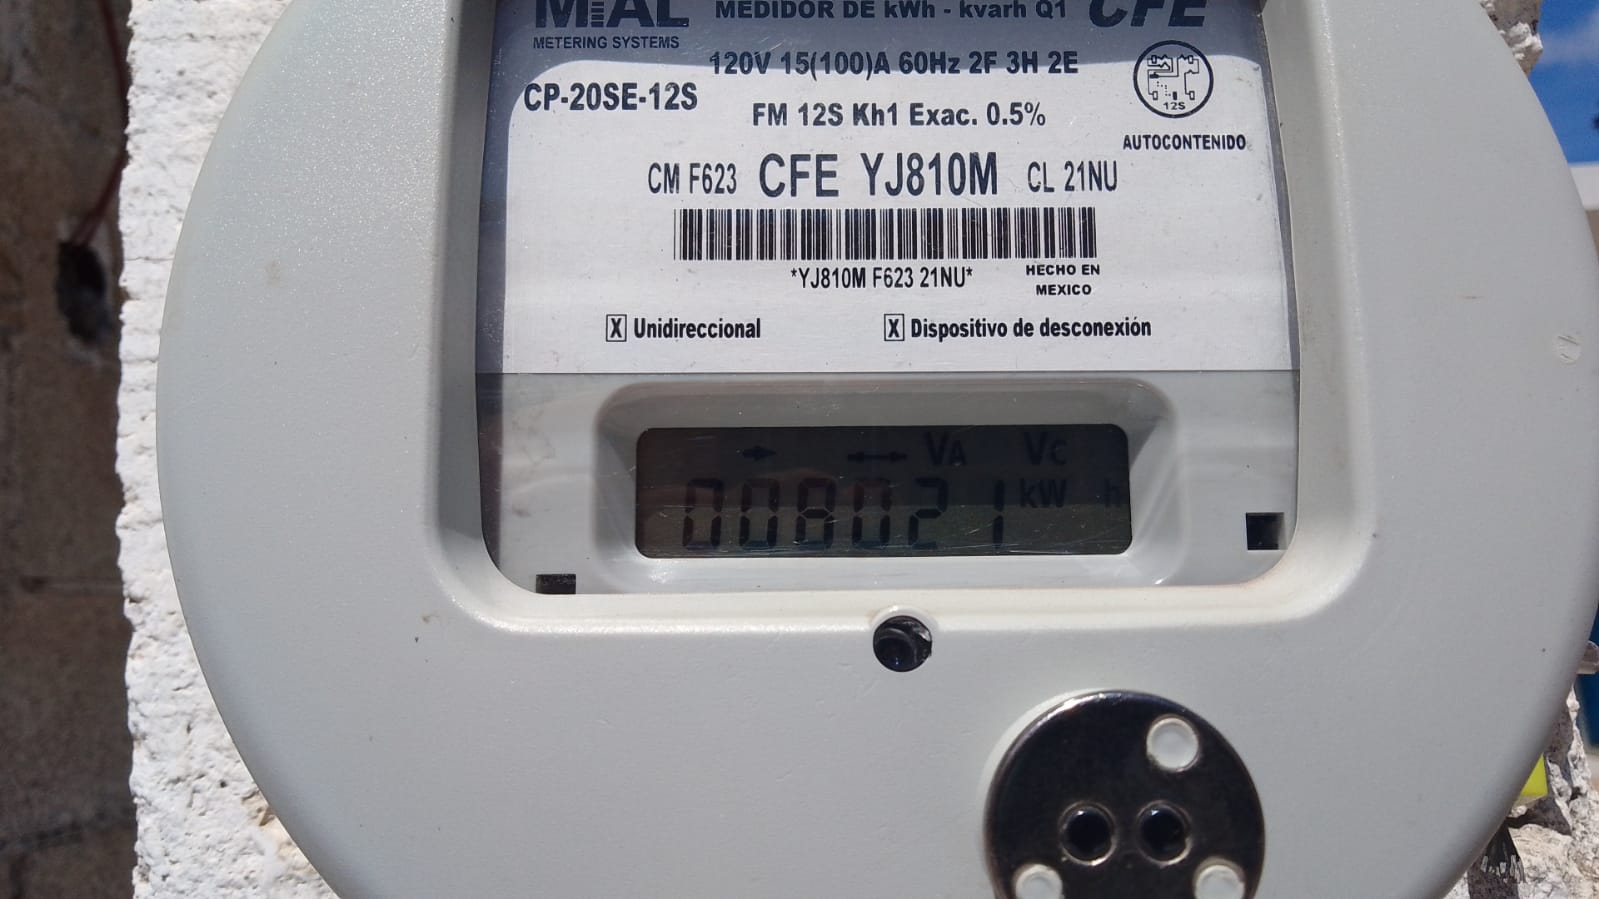 MIAL
METERING SYSTEMS
MEDIDOR DE kWh - kvarh Q1
CFE
120V 15(100)A 60Hz 2F 3H 2E
CP-20SE-12S
FM 12S Kh1 Exac. 0.5%
12S
AUTOCONTENIDO
CM F623 CFE YJ810M CL 21NU
*YJ810M F623 21NU*
HECHO EN
MEXICO
X Unidireccional
X Dispositivo de desconexión
VA VC
008021 kW h